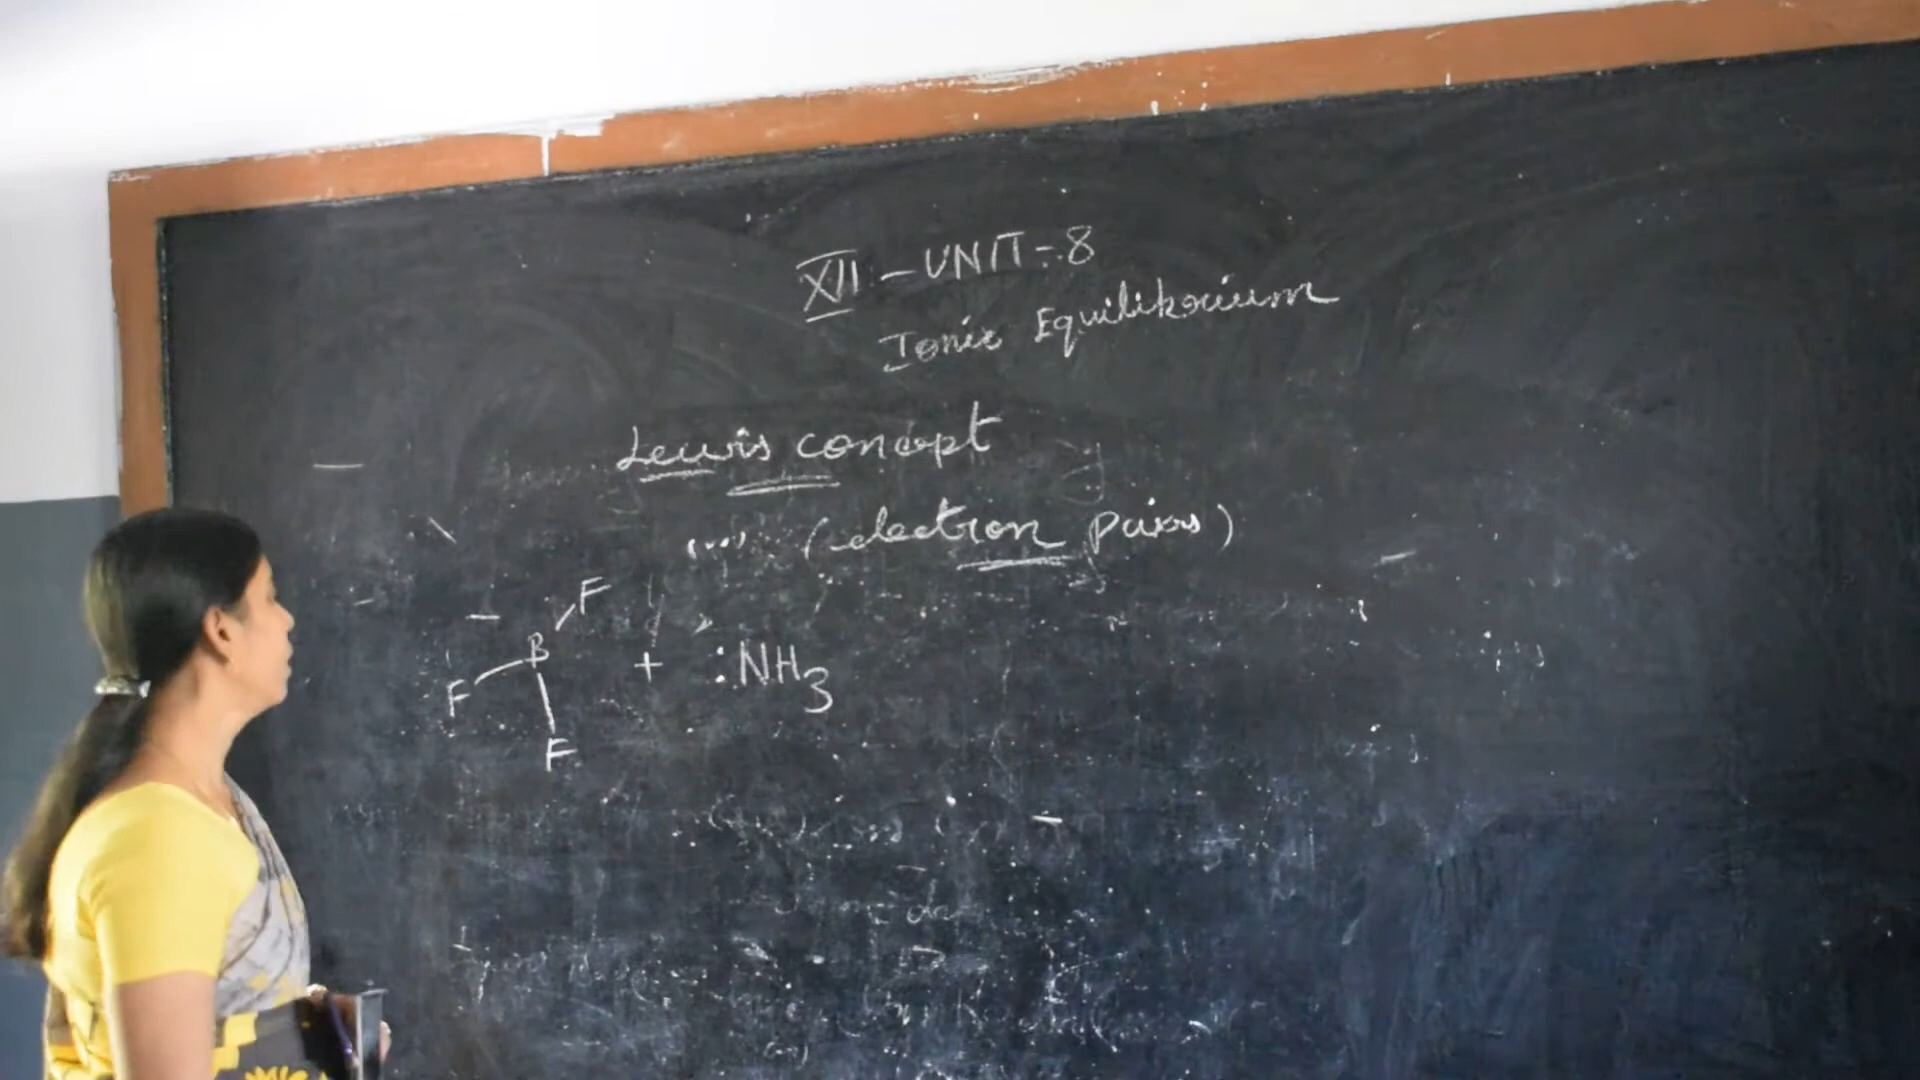 XII - UNIT - 8
Ionic Equilibrium
Lewis concept
(electron pairs)
F
B
F + :NH3
F